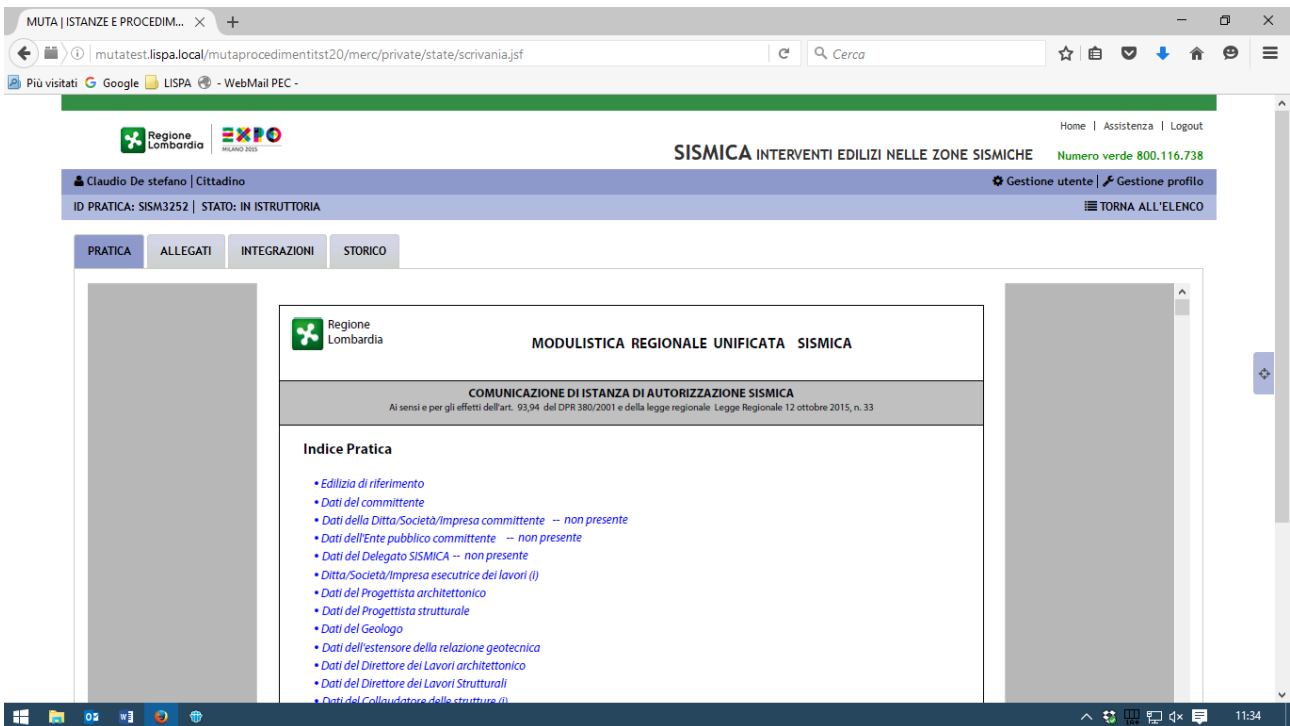 MUTA | ISTANZE E PROCEDIM...
mutatest.lispa.local/mutaprocedimentitst20/merc/private/state/scrivania.jsf
Cerca
Più visitati Google LISPA - WebMail PEC -
Regione
Lombardia
EXPO
MILANO 2015
Home | Assistenza | Logout
SISMICA INTERVENTI EDILIZI NELLE ZONE SISMICHE
Numero verde 800.116.738
Claudio De stefano | Cittadino
Gestione utente | Gestione profilo
ID PRATICA: SISM3252 | STATO: IN ISTRUTTORIA
TORNA ALL'ELENCO
PRATICA ALLEGATI INTEGRAZIONI STORICO
Regione
Lombardia
MODULISTICA REGIONALE UNIFICATA SISMICA
COMUNICAZIONE DI ISTANZA DI AUTORIZZAZIONE SISMICA
Ai sensi e per gli effetti dell'art. 93,94 del DPR 380/2001 e della legge regionale Legge Regionale 12 ottobre 2015, n. 33
Indice Pratica
• Edilizia di riferimento
• Dati del committente
• Dati della Ditta/Società/Impresa committente -- non presente
• Dati dell'Ente pubblico committente -- non presente
• Dati del Delegato SISMICA -- non presente
• Ditta/Società/Impresa esecutrice dei lavori (i)
• Dati del Progettista architettonico
• Dati del Progettista strutturale
• Dati del Geologo
• Dati dell'estensore della relazione geotecnica
• Dati del Direttore dei Lavori architettonico
• Dati del Direttore dei Lavori Strutturali
• Dati del Collaudatore delle strutture (i)
11:34